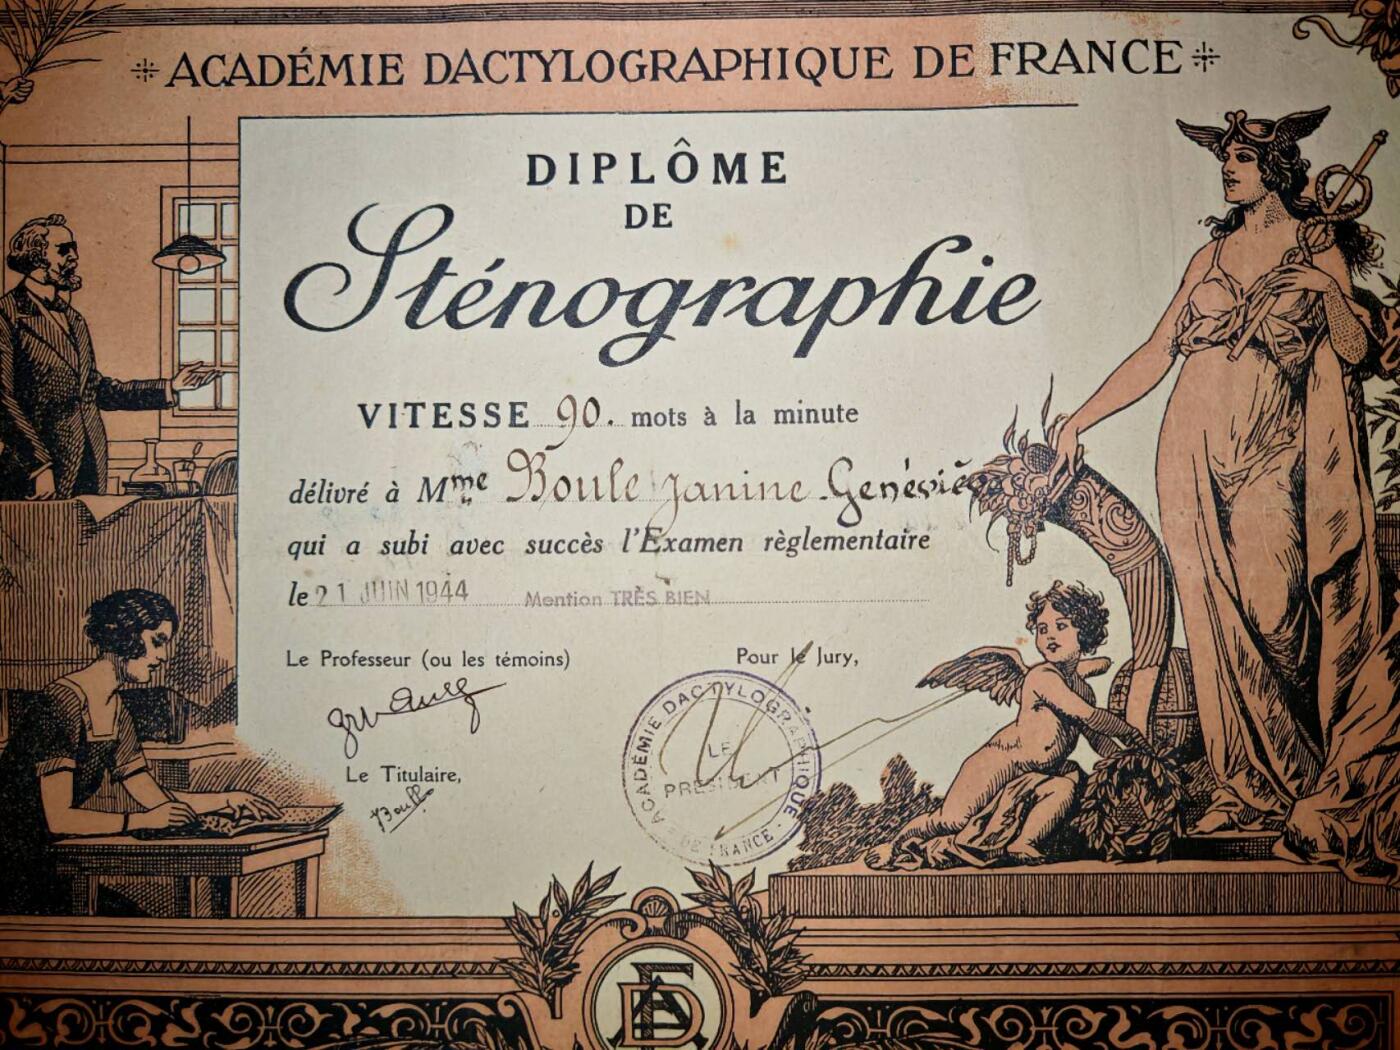 ACADÉMIE DACTYLOGRAPHIQUE DE FRANCE
DIPLÔME
DE
Sténographie
VITESSE 90. mots à la minute
délivré à Mme Boule Janine Geneviève
qui a subi avec succès l'Examen règlementaire
le 21 JUIN 1944 Mention TRÈS BIEN
Le Professeur (ou les témoins)
Pour le Jury,
Le Titulaire,
ACADÉMIE DACTYLOGRAPHIQUE DE FRANCE
LE
PRÉSIDENT